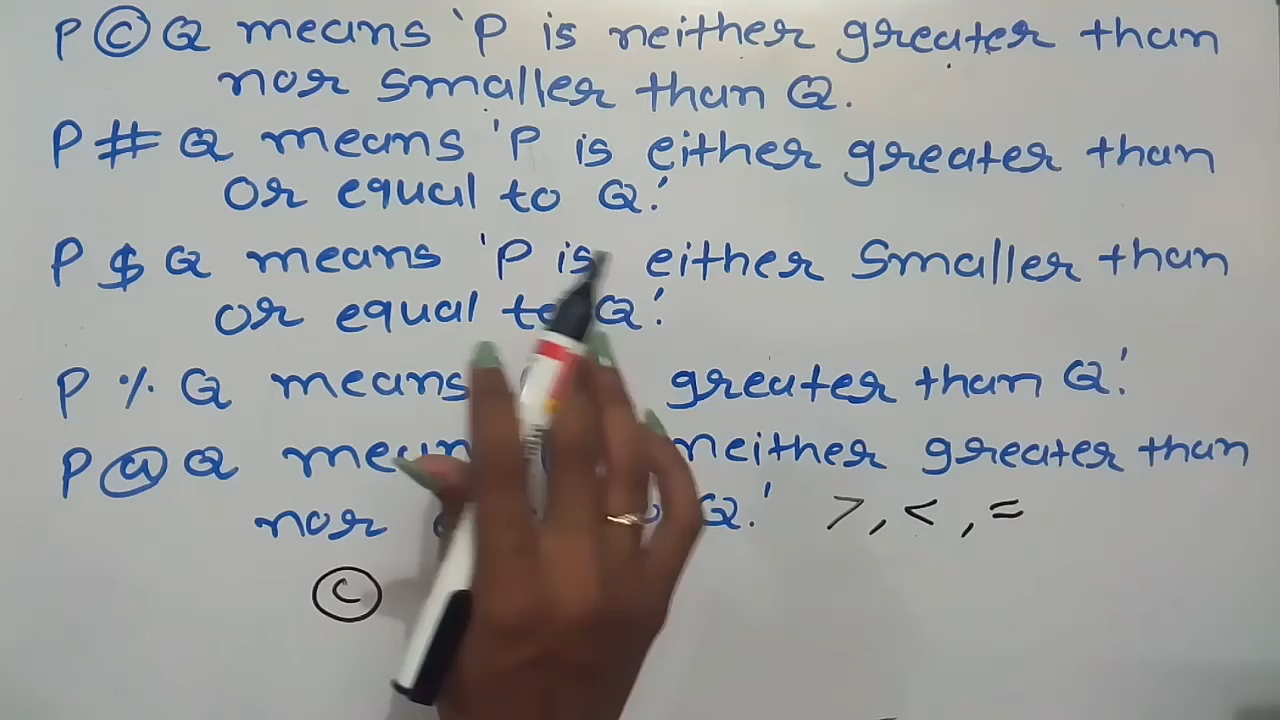 P © Q means 'P is neither greater than
nor smaller than Q.
P # Q means 'P is either greater than
or equal to Q.'
P $ Q means 'P is either Smaller than
or equal to Q.'
P % Q means greater than Q.'
P @ Q neither greater than
nor Q.' >, <, =
©